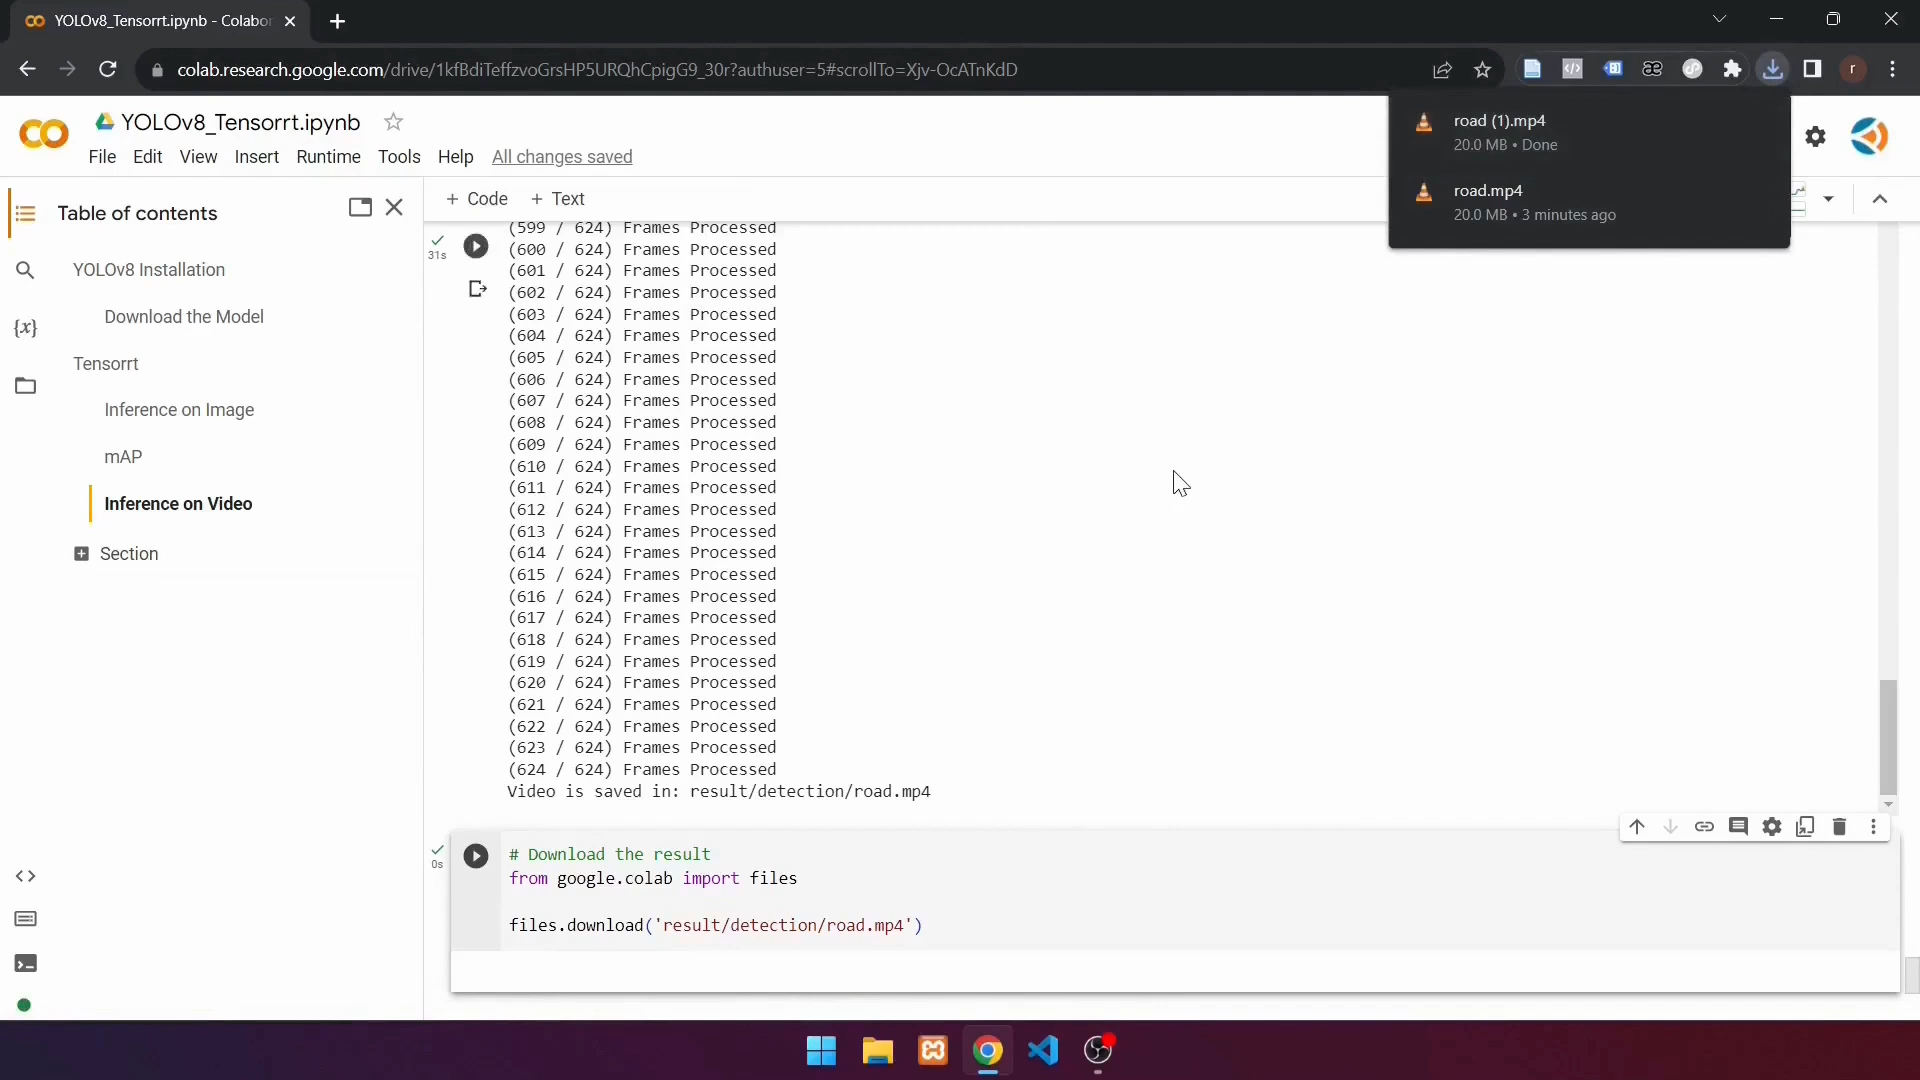 YOLOv8_Tensorrt.ipynb - Colabor
colab.research.google.com/drive/1kfBdiTeffzvoGrsHP5URQhCpigG9_30r?authuser=5#scrollTo=Xjv-OcATnKdD
r
road (1).mp4
20.0 MB • Done
road.mp4
20.0 MB • 3 minutes ago
YOLOv8_Tensorrt.ipynb
File Edit View Insert Runtime Tools Help All changes saved
+ Code + Text
Table of contents
YOLOv8 Installation
Download the Model
Tensorrt
Inference on Image
mAP
Inference on Video
Section
{x}
31s
(599 / 624) Frames Processed
(600 / 624) Frames Processed
(601 / 624) Frames Processed
(602 / 624) Frames Processed
(603 / 624) Frames Processed
(604 / 624) Frames Processed
(605 / 624) Frames Processed
(606 / 624) Frames Processed
(607 / 624) Frames Processed
(608 / 624) Frames Processed
(609 / 624) Frames Processed
(610 / 624) Frames Processed
(611 / 624) Frames Processed
(612 / 624) Frames Processed
(613 / 624) Frames Processed
(614 / 624) Frames Processed
(615 / 624) Frames Processed
(616 / 624) Frames Processed
(617 / 624) Frames Processed
(618 / 624) Frames Processed
(619 / 624) Frames Processed
(620 / 624) Frames Processed
(621 / 624) Frames Processed
(622 / 624) Frames Processed
(623 / 624) Frames Processed
(624 / 624) Frames Processed
Video is saved in: result/detection/road.mp4
0s
# Download the result
from google.colab import files
files.download('result/detection/road.mp4')